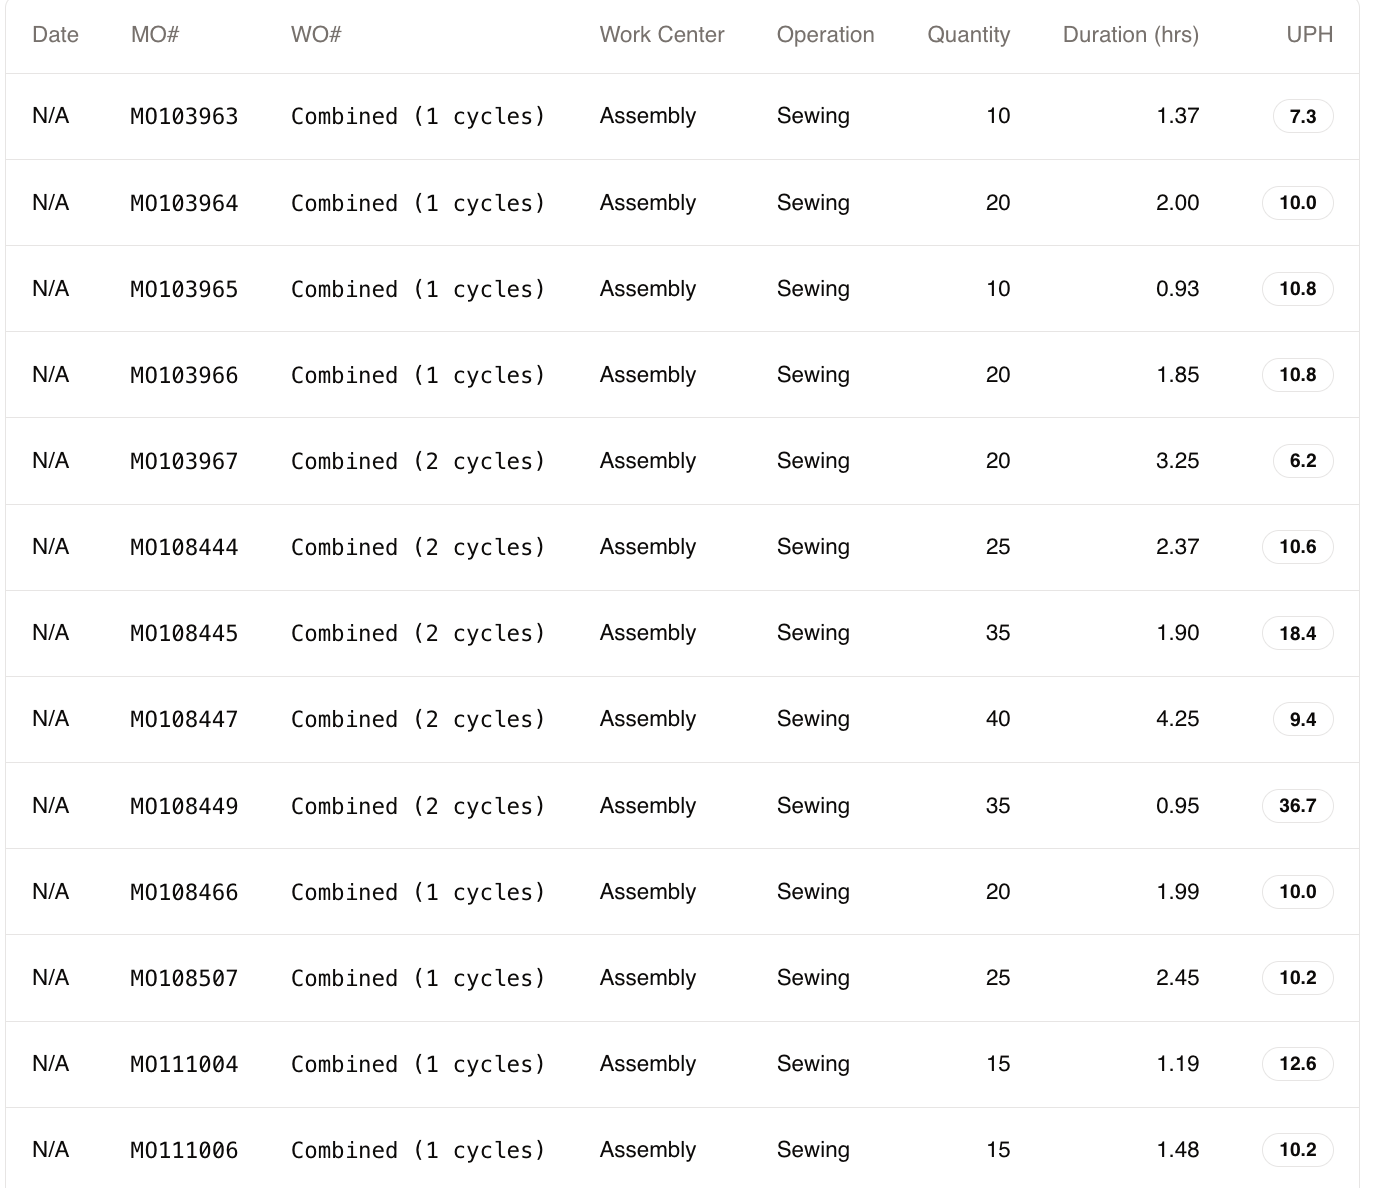 Date MO# WO# Work Center Operation Quantity Duration (hrs) UPH
N/A MO103963 Combined (1 cycles) Assembly Sewing 10 1.37 7.3
N/A MO103964 Combined (1 cycles) Assembly Sewing 20 2.00 10.0
N/A MO103965 Combined (1 cycles) Assembly Sewing 10 0.93 10.8
N/A MO103966 Combined (1 cycles) Assembly Sewing 20 1.85 10.8
N/A MO103967 Combined (2 cycles) Assembly Sewing 20 3.25 6.2
N/A MO108444 Combined (2 cycles) Assembly Sewing 25 2.37 10.6
N/A MO108445 Combined (2 cycles) Assembly Sewing 35 1.90 18.4
N/A MO108447 Combined (2 cycles) Assembly Sewing 40 4.25 9.4
N/A MO108449 Combined (2 cycles) Assembly Sewing 35 0.95 36.7
N/A MO108466 Combined (1 cycles) Assembly Sewing 20 1.99 10.0
N/A MO108507 Combined (1 cycles) Assembly Sewing 25 2.45 10.2
N/A MO111004 Combined (1 cycles) Assembly Sewing 15 1.19 12.6
N/A MO111006 Combined (1 cycles) Assembly Sewing 15 1.48 10.2